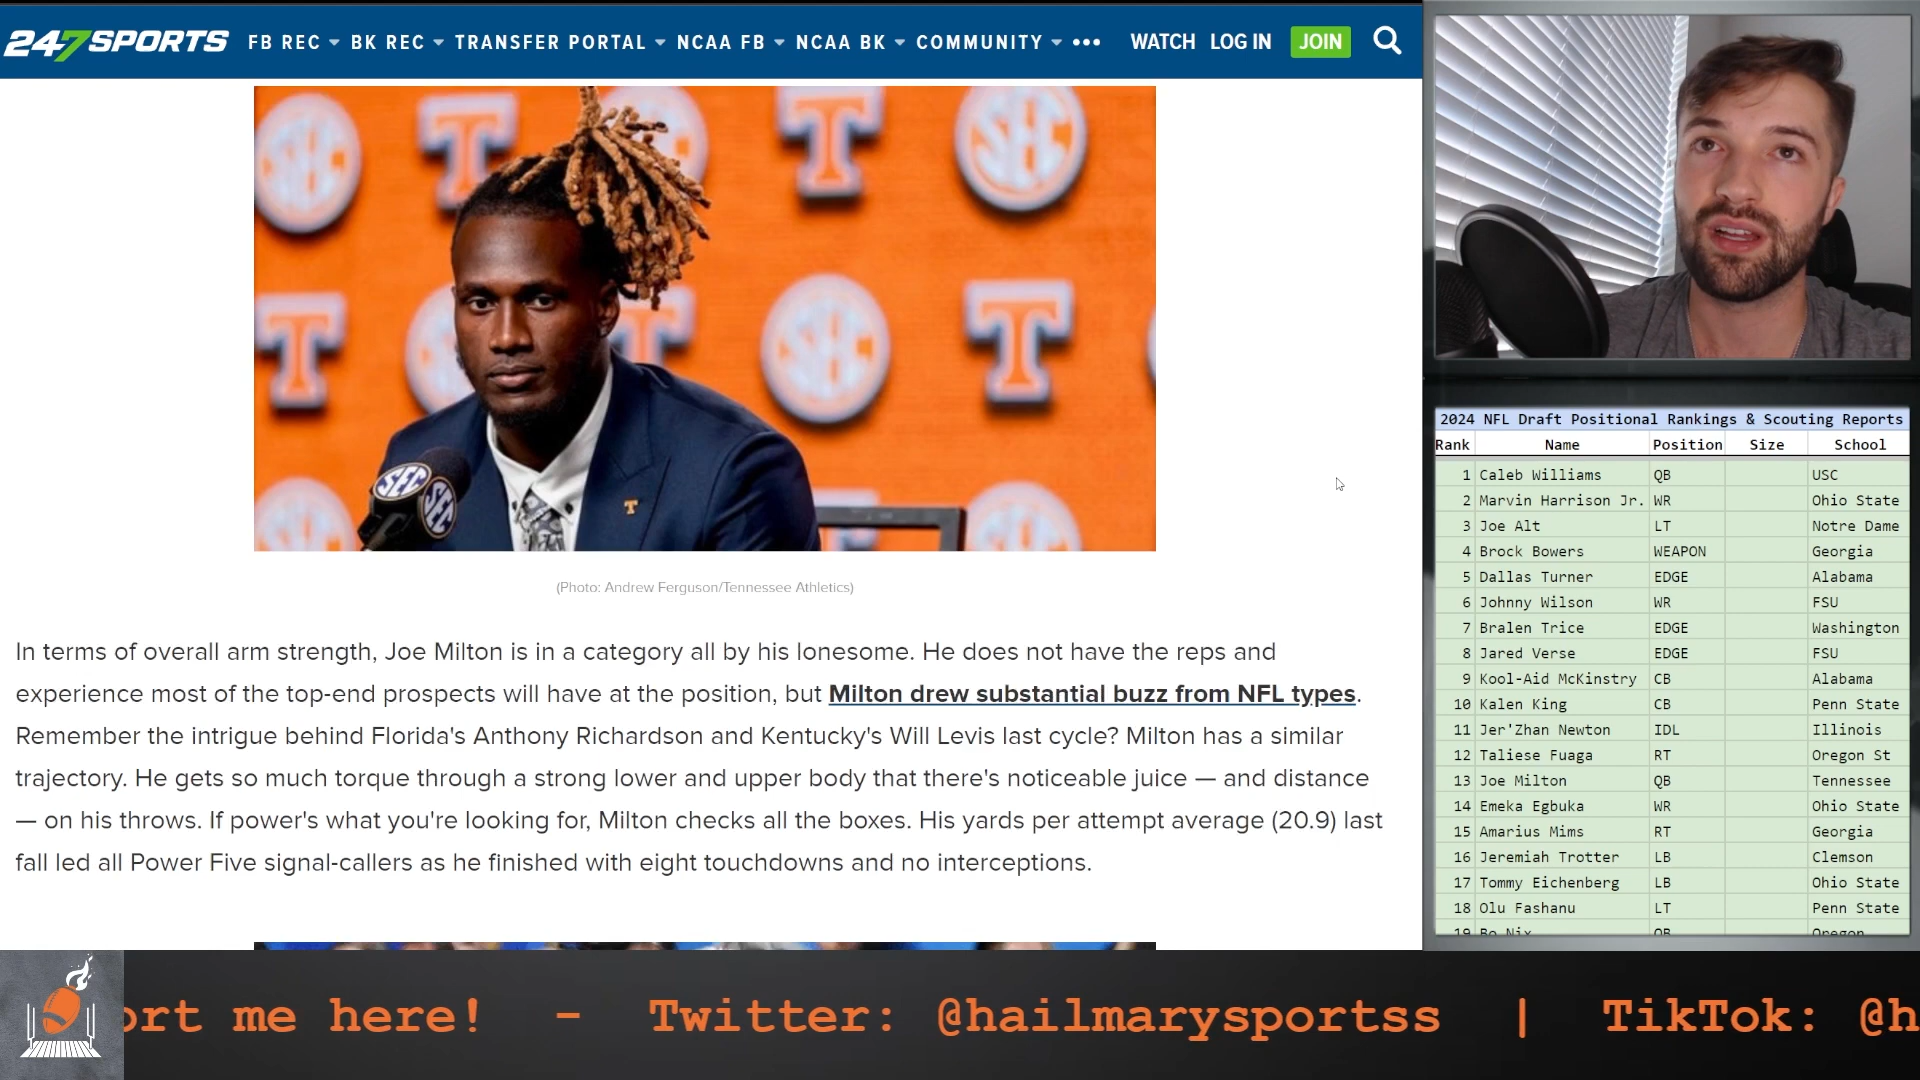 247SPORTS FB REC BK REC TRANSFER PORTAL NCAA FB NCAA BK COMMUNITY ••• WATCH LOG IN JOIN
T SEC T SEC
T SEC T
SEC SEC T
(Photo: Andrew Ferguson/Tennessee Athletics)
In terms of overall arm strength, Joe Milton is in a category all by his lonesome. He does not have the reps and
experience most of the top-end prospects will have at the position, but Milton drew substantial buzz from NFL types.
Remember the intrigue behind Florida's Anthony Richardson and Kentucky's Will Levis last cycle? Milton has a similar
trajectory. He gets so much torque through a strong lower and upper body that there's noticeable juice — and distance
— on his throws. If power's what you're looking for, Milton checks all the boxes. His yards per attempt average (20.9) last
fall led all Power Five signal-callers as he finished with eight touchdowns and no interceptions.
2024 NFL Draft Positional Rankings & Scouting Reports
Rank Name Position Size School
1 Caleb Williams QB USC
2 Marvin Harrison Jr. WR Ohio State
3 Joe Alt LT Notre Dame
4 Brock Bowers WEAPON Georgia
5 Dallas Turner EDGE Alabama
6 Johnny Wilson WR FSU
7 Bralen Trice EDGE Washington
8 Jared Verse EDGE FSU
9 Kool-Aid McKinstry CB Alabama
10 Kalen King CB Penn State
11 Jer'Zhan Newton IDL Illinois
12 Taliese Fuaga RT Oregon St
13 Joe Milton QB Tennessee
14 Emeka Egbuka WR Ohio State
15 Amarius Mims RT Georgia
16 Jeremiah Trotter LB Clemson
17 Tommy Eichenberg LB Ohio State
18 Olu Fashanu LT Penn State
19 Bo Nix QB Oregon
ort me here! - Twitter: @hailmarysportss | TikTok: @h